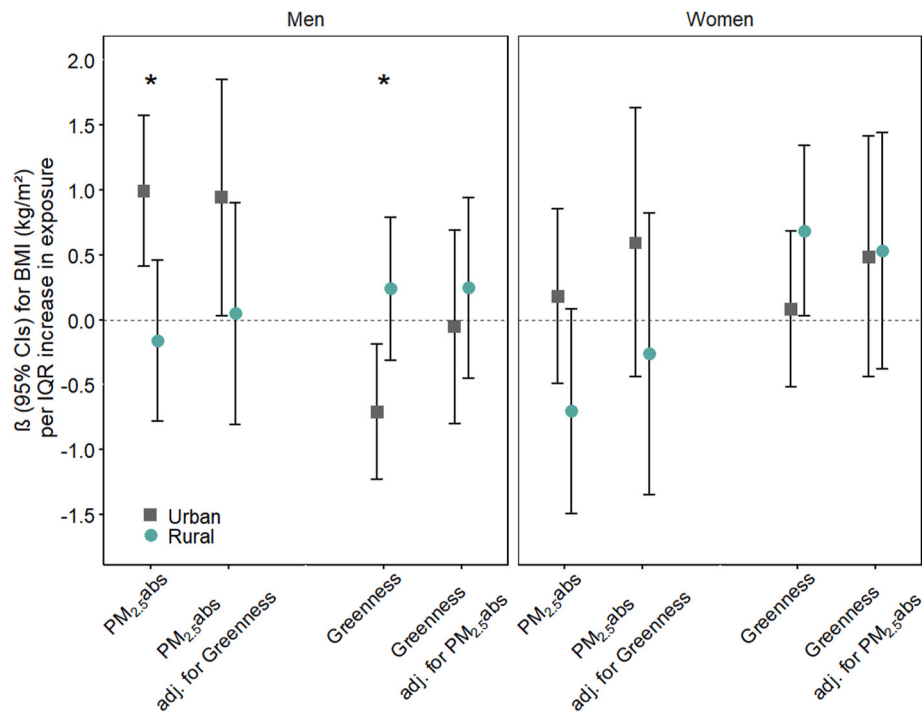 Men
Women
ß (95% CIs) for BMI (kg/m²)
per IQR increase in exposure
2.0
1.5
1.0
0.5
0.0
-0.5
-1.0
-1.5
*
*
Urban
Rural
PM₂.₅abs
PM₂.₅abs
adj. for Greenness
Greenness
Greenness
adj. for PM₂.₅abs
PM₂.₅abs
PM₂.₅abs
adj. for Greenness
Greenness
Greenness
adj. for PM₂.₅abs